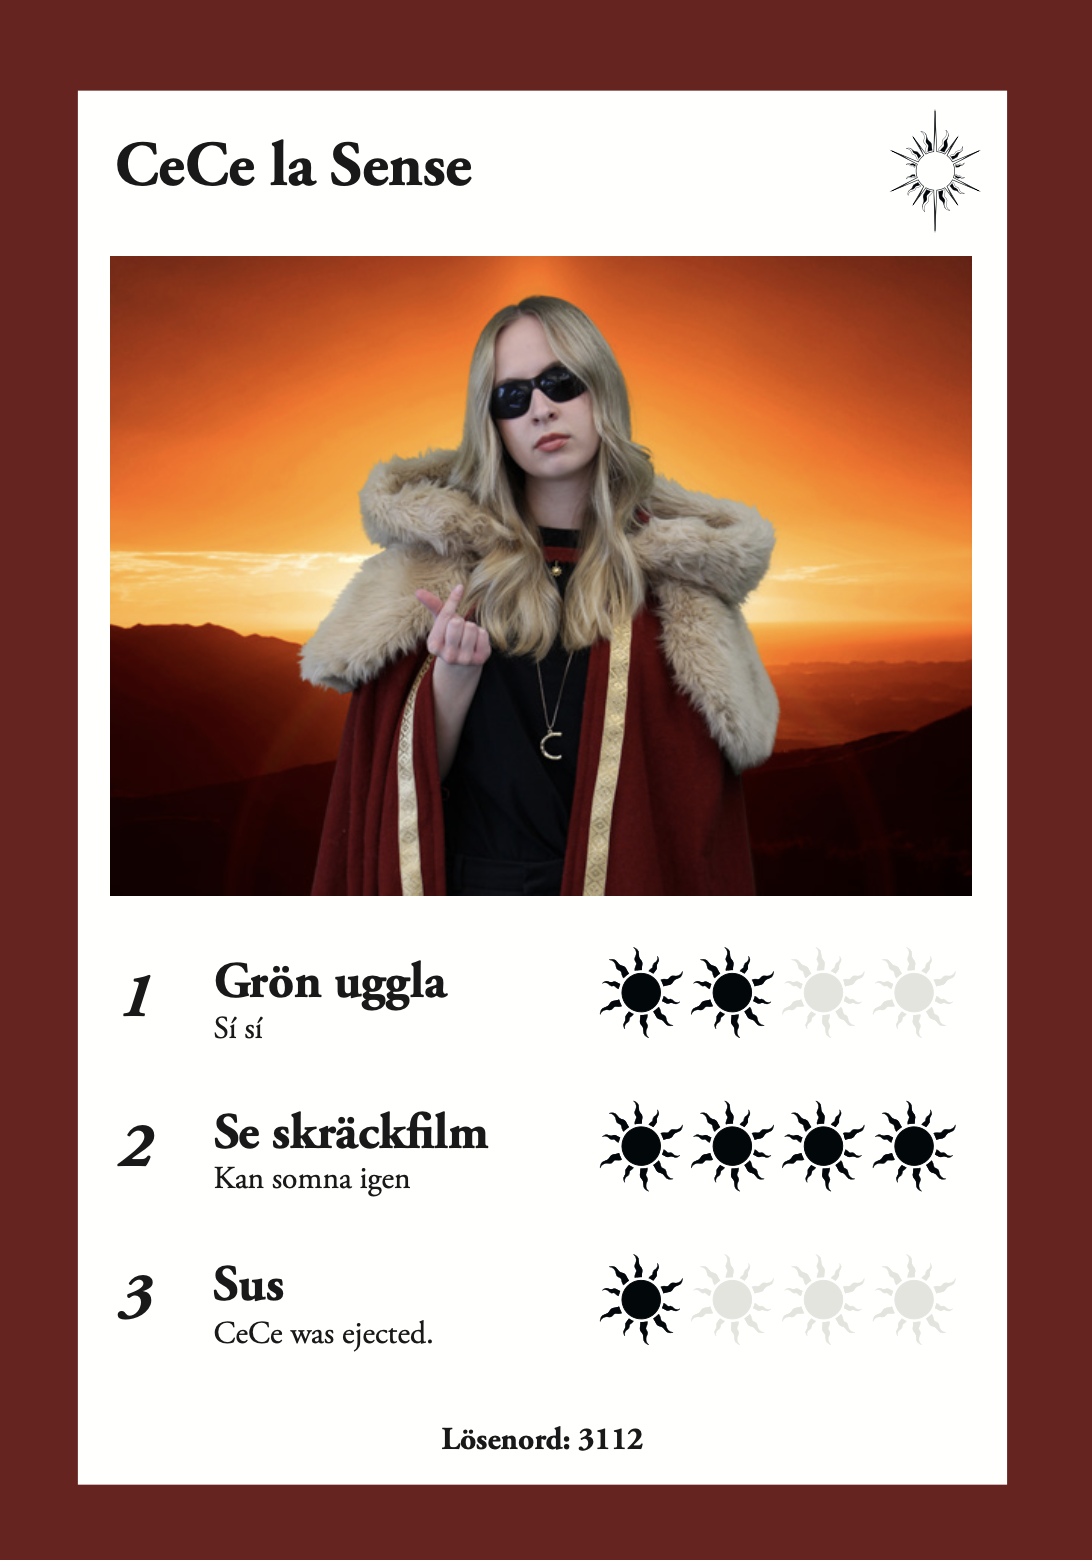 CeCe la Sense
1
Grön uggla
Sí sí
2
Se skräckfilm
Kan somna igen
3
Sus
CeCe was ejected.
Lösenord: 3112